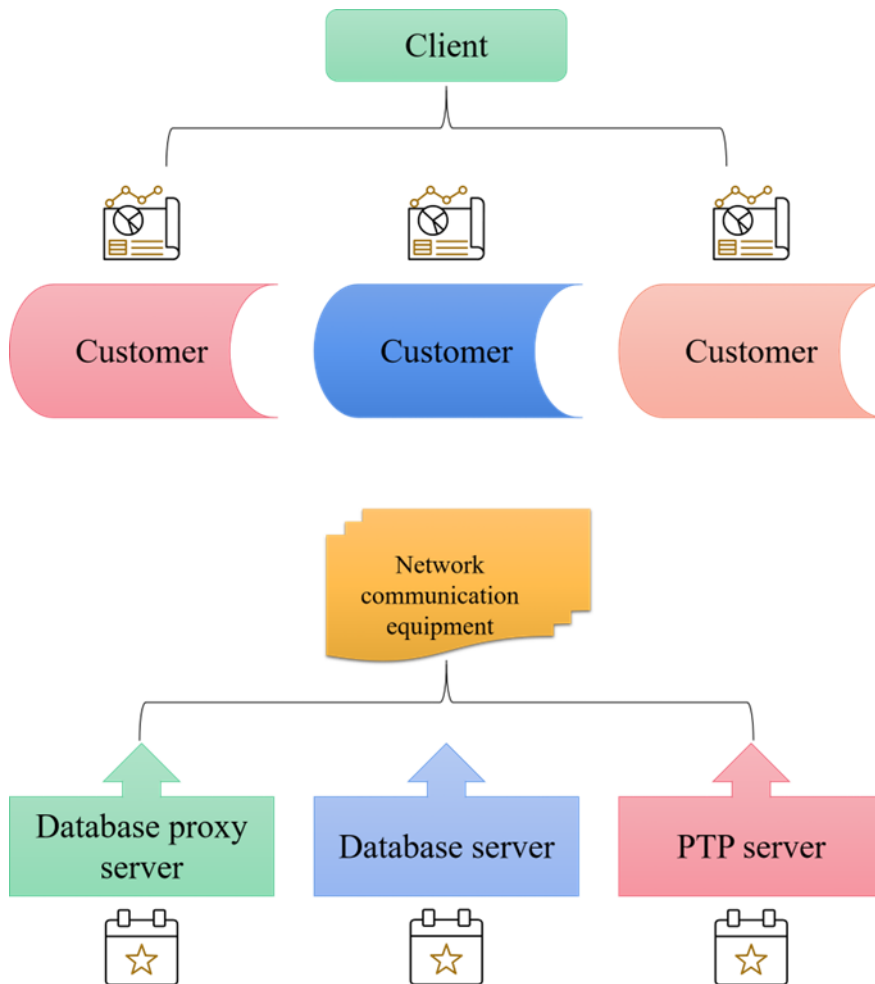 Client
Customer
Customer
Customer
Network
communication
equipment
Database proxy
server
Database server
PTP server